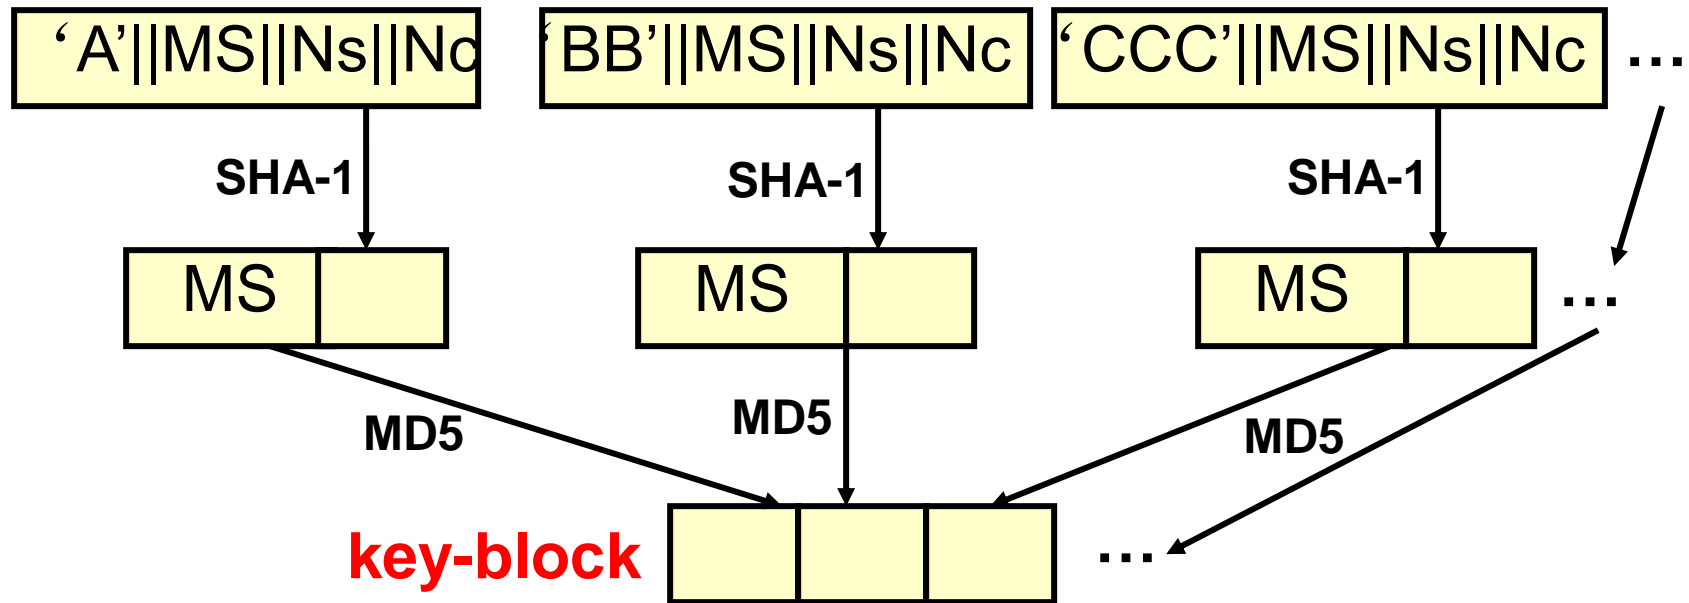 ‘A’||MS||Ns||Nc ‘BB’||MS||Ns||Nc ‘CCC’||MS||Ns||Nc ...
SHA-1 SHA-1 SHA-1
MS MS MS ...
MD5 MD5 MD5
key-block ...